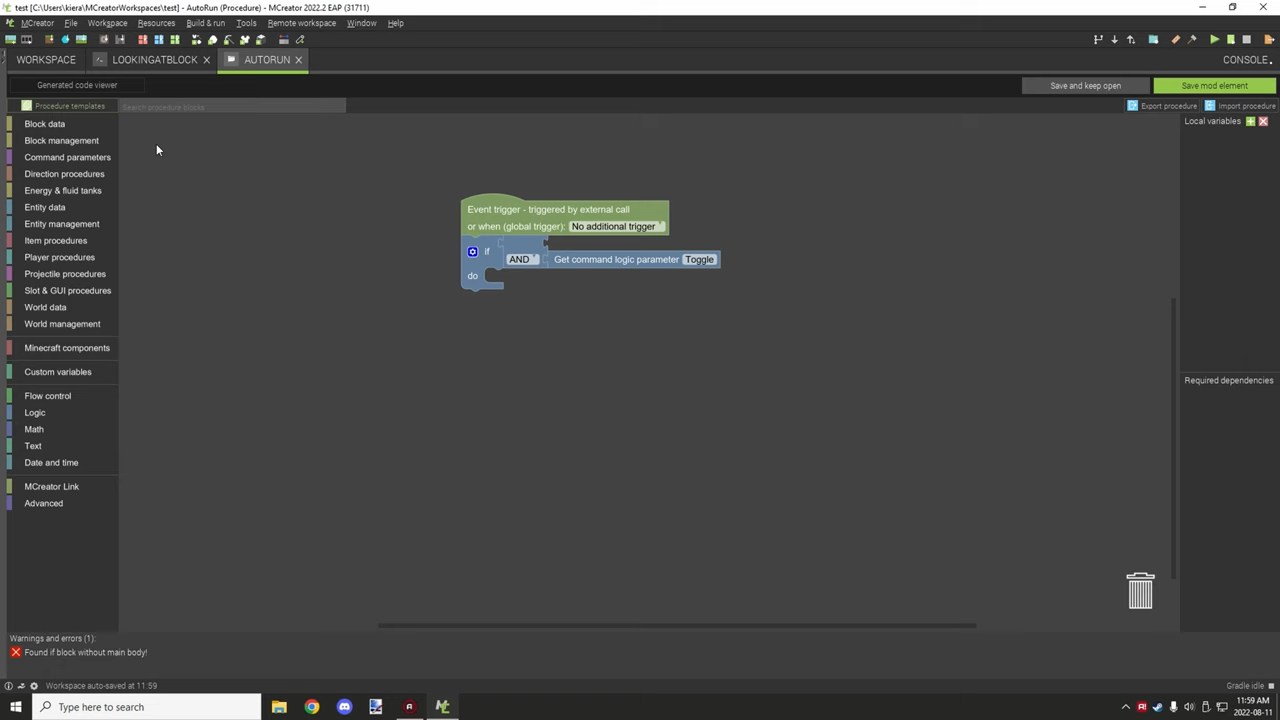 test [C:\Users\kiera\MCreatorWorkspaces\test] - AutoRun (Procedure) - MCreator 2022.2 EAP (31711)
MCreator File Workspace Resources Build & run Tools Remote workspace Window Help
WORKSPACE LOOKINGATBLOCK AUTORUN CONSOLE
Generated code viewer Save and keep open Save mod element
Procedure templates Search procedure blocks Export procedure Import procedure
Local variables
Block data
Block management
Command parameters
Direction procedures
Energy & fluid tanks
Entity data
Entity management
Item procedures
Player procedures
Projectile procedures
Slot & GUI procedures
World data
World management
Minecraft components
Custom variables
Flow control
Logic
Math
Text
Date and time
MCreator Link
Advanced
Event trigger - triggered by external call
or when (global trigger): No additional trigger
if
AND Get command logic parameter Toggle
do
Required dependencies
Warnings and errors (1):
Found if block without main body!
Workspace auto-saved at 11:59 Gradle idle
Type here to search
11:59 AM
2022-08-11